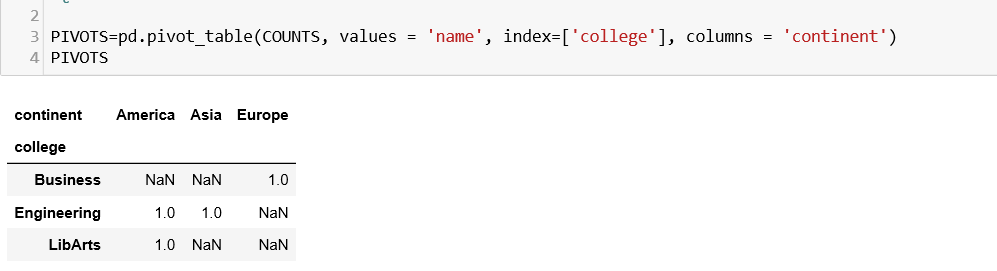 2
3 PIVOTS=pd.pivot_table(COUNTS, values = 'name', index=['college'], columns = 'continent')
4 PIVOTS
continent America Asia Europe
college
Business NaN NaN 1.0
Engineering 1.0 1.0 NaN
LibArts 1.0 NaN NaN